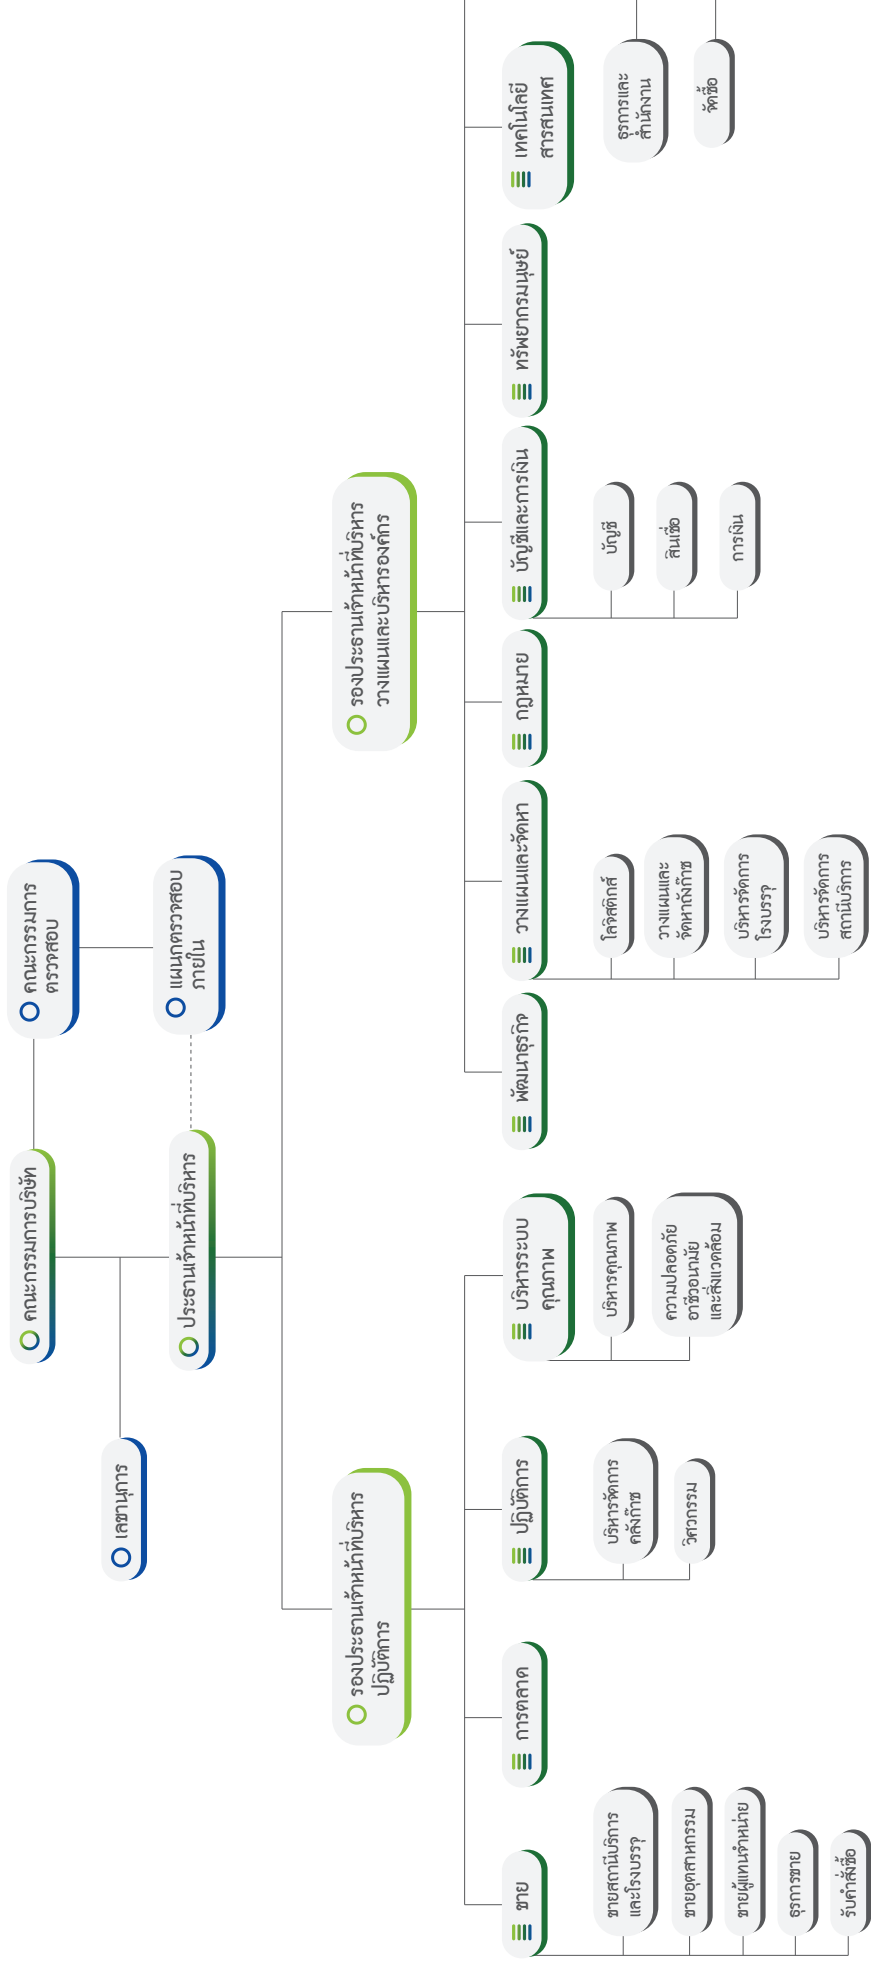 คณะกรรมการบริษัท
คณะกรรมการ
ตรวจสอบ
เลขานุการ
ประธานเจ้าหน้าที่บริหาร
แผนกตรวจสอบ
ภายใน
รองประธานเจ้าหน้าที่บริหาร
ปฏิบัติการ
รองประธานเจ้าหน้าที่บริหาร
วางแผนและบริหารองค์กร
ขาย
ขายสถานีบริการ
และโรงบรรจุ
ขายอุตสาหกรรม
ขายผู้แทนจำหน่าย
ธุรการขาย
รับคำสั่งซื้อ
การตลาด
ปฏิบัติการ
บริหารจัดการ
คลังก๊าซ
วิศวกรรม
บริหารระบบ
คุณภาพ
บริหารคุณภาพ
ความปลอดภัย
อาชีวอนามัย
และสิ่งแวดล้อม
พัฒนาธุรกิจ
วางแผนและจัดหา
โลจิสติกส์
วางแผนและ
จัดหาถังก๊าซ
บริหารจัดการ
โรงบรรจุ
บริหารจัดการ
สถานีบริการ
กฎหมาย
บัญชีและการเงิน
บัญชี
สินเชื่อ
การเงิน
ทรัพยากรมนุษย์
เทคโนโลยี
สารสนเทศ
ธุรการและ
สำนักงาน
จัดซื้อ